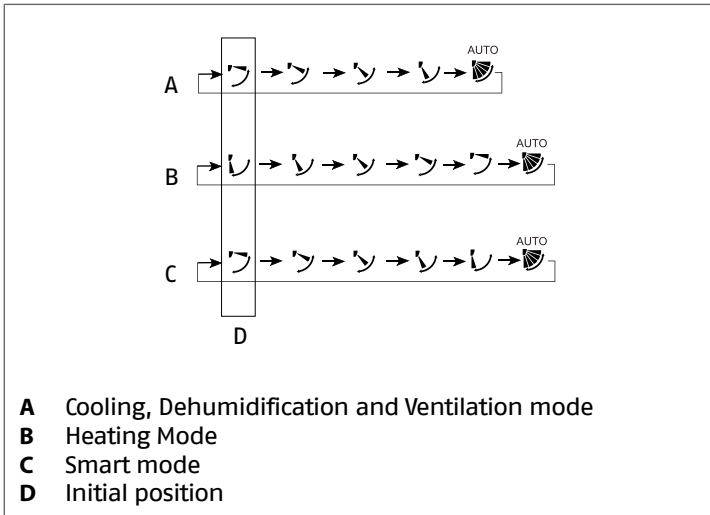 AUTO
A
AUTO
B
AUTO
C
D
A Cooling, Dehumidification and Ventilation mode
B Heating Mode
C Smart mode
D Initial position